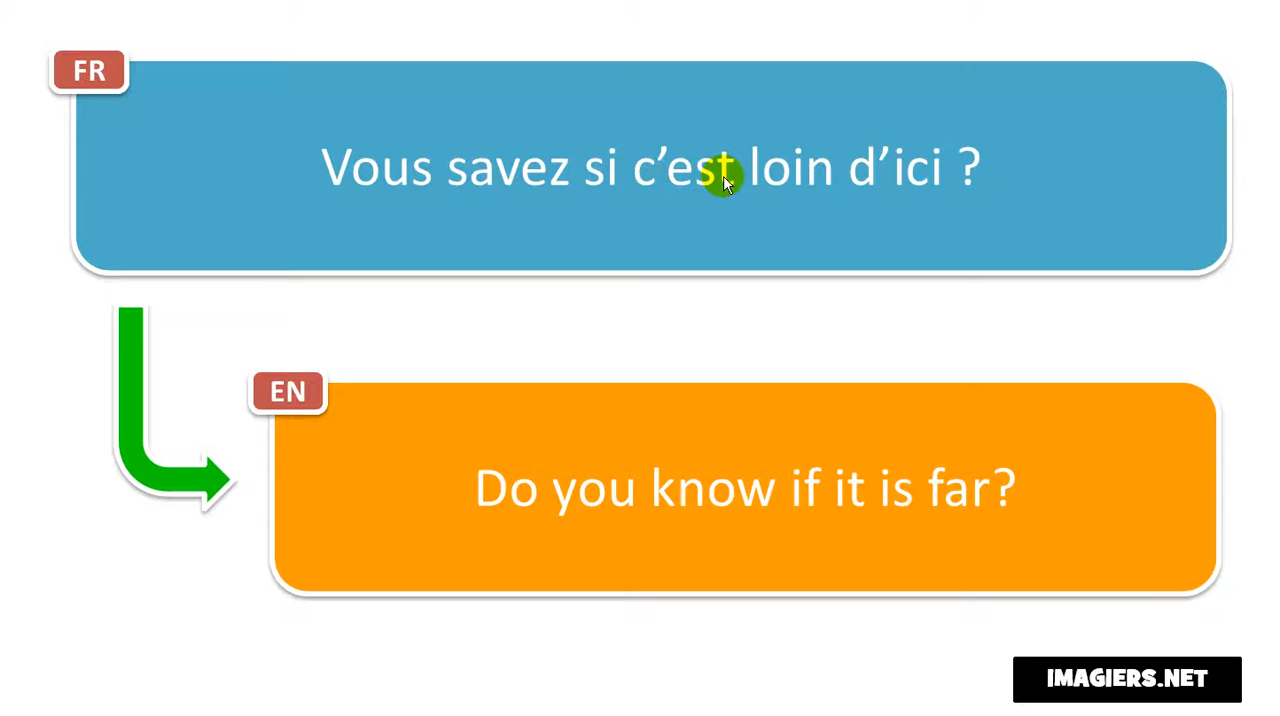 FR
Vous savez si c’est loin d’ici ?
EN
Do you know if it is far?
IMAGIERS.NET